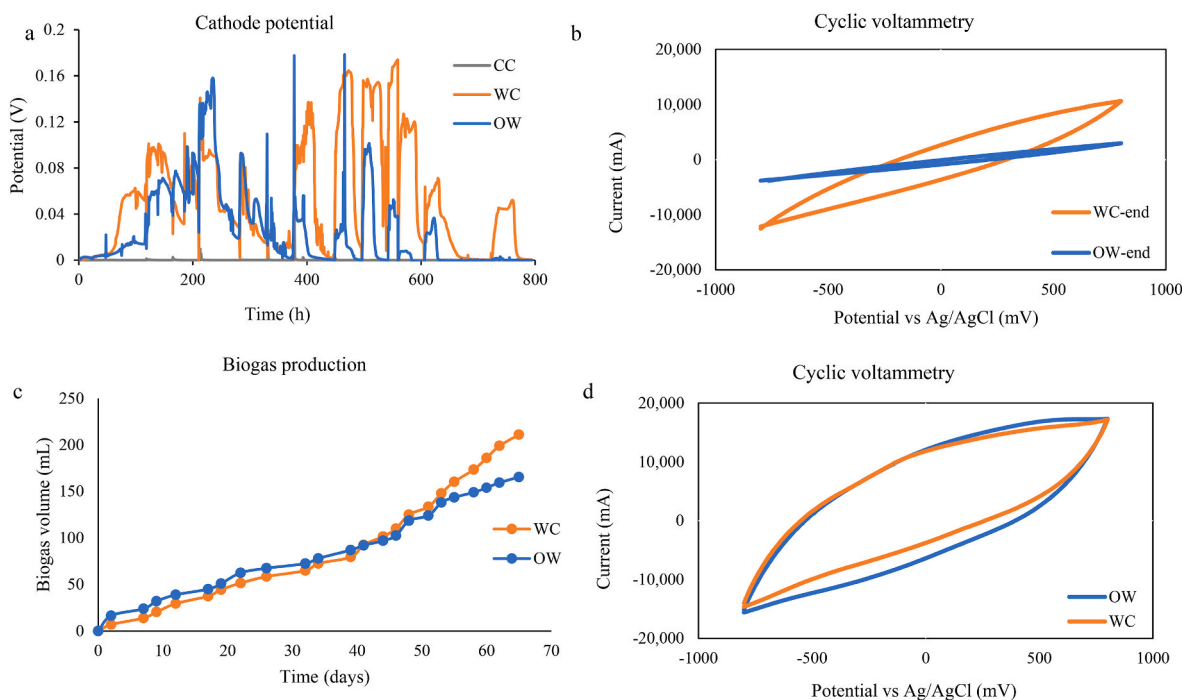 a
Cathode potential
0.2
0.16
0.12
0.08
0.04
0
Potential (V)
CC
WC
OW
0 200 400 600 800
Time (h)
Cyclic voltammetry
b
20,000
10,000
0
-10,000
-20,000
Current (mA)
WC-end
OW-end
-1000 -500 0 500 1000
Potential vs Ag/AgCl (mV)
Biogas production
c
250
200
150
100
50
0
Biogas volume (mL)
WC
OW
0 10 20 30 40 50 60 70
Time (days)
Cyclic voltammetry
d
20,000
10,000
0
-10,000
-20,000
Current (mA)
OW
WC
-1000 -500 0 500 1000
Potential vs Ag/AgCl (mV)